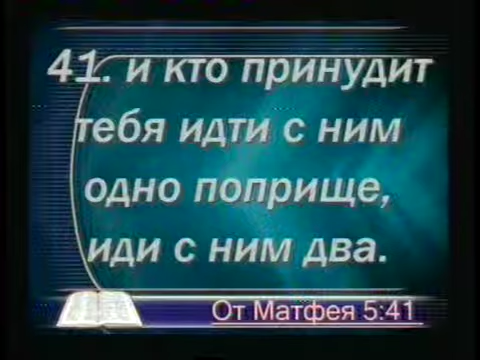 41. и кто принудит
тебя идти с ним
одно поприще,
иди с ним два.
От Матфея 5:41